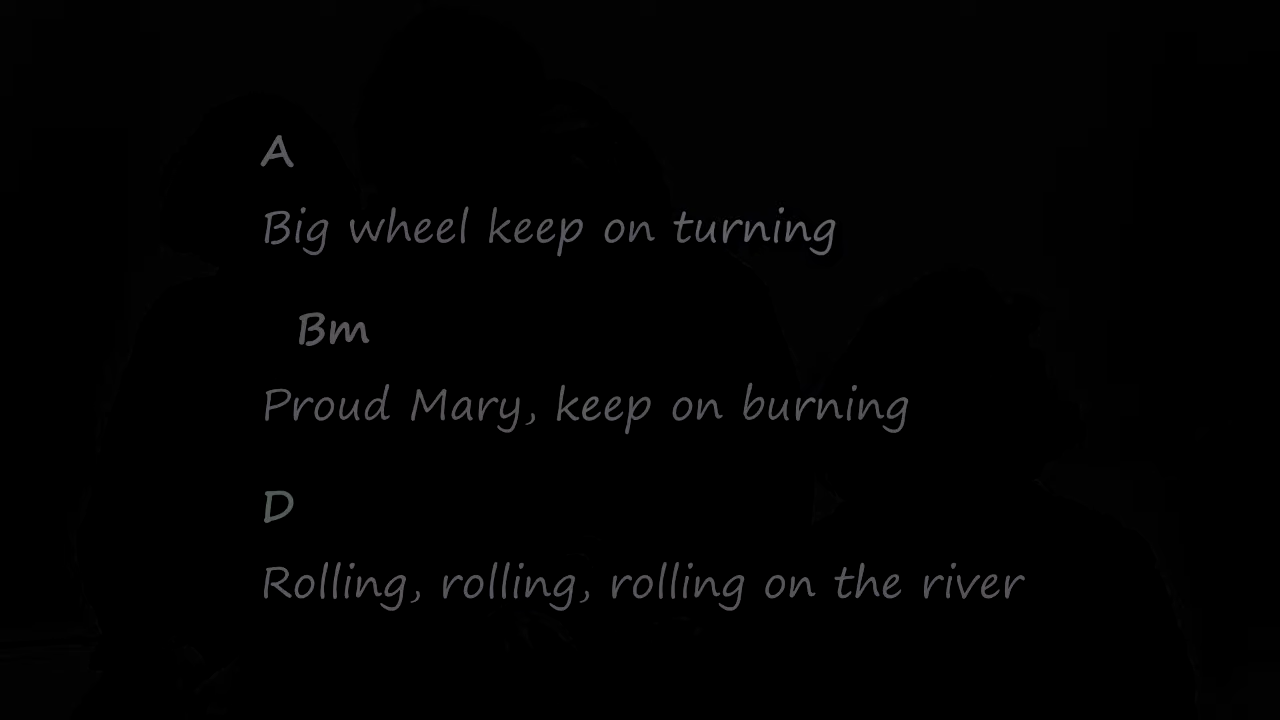 A
Big wheel keep on turning
Bm
Proud Mary, keep on burning
D
Rolling, rolling, rolling on the river